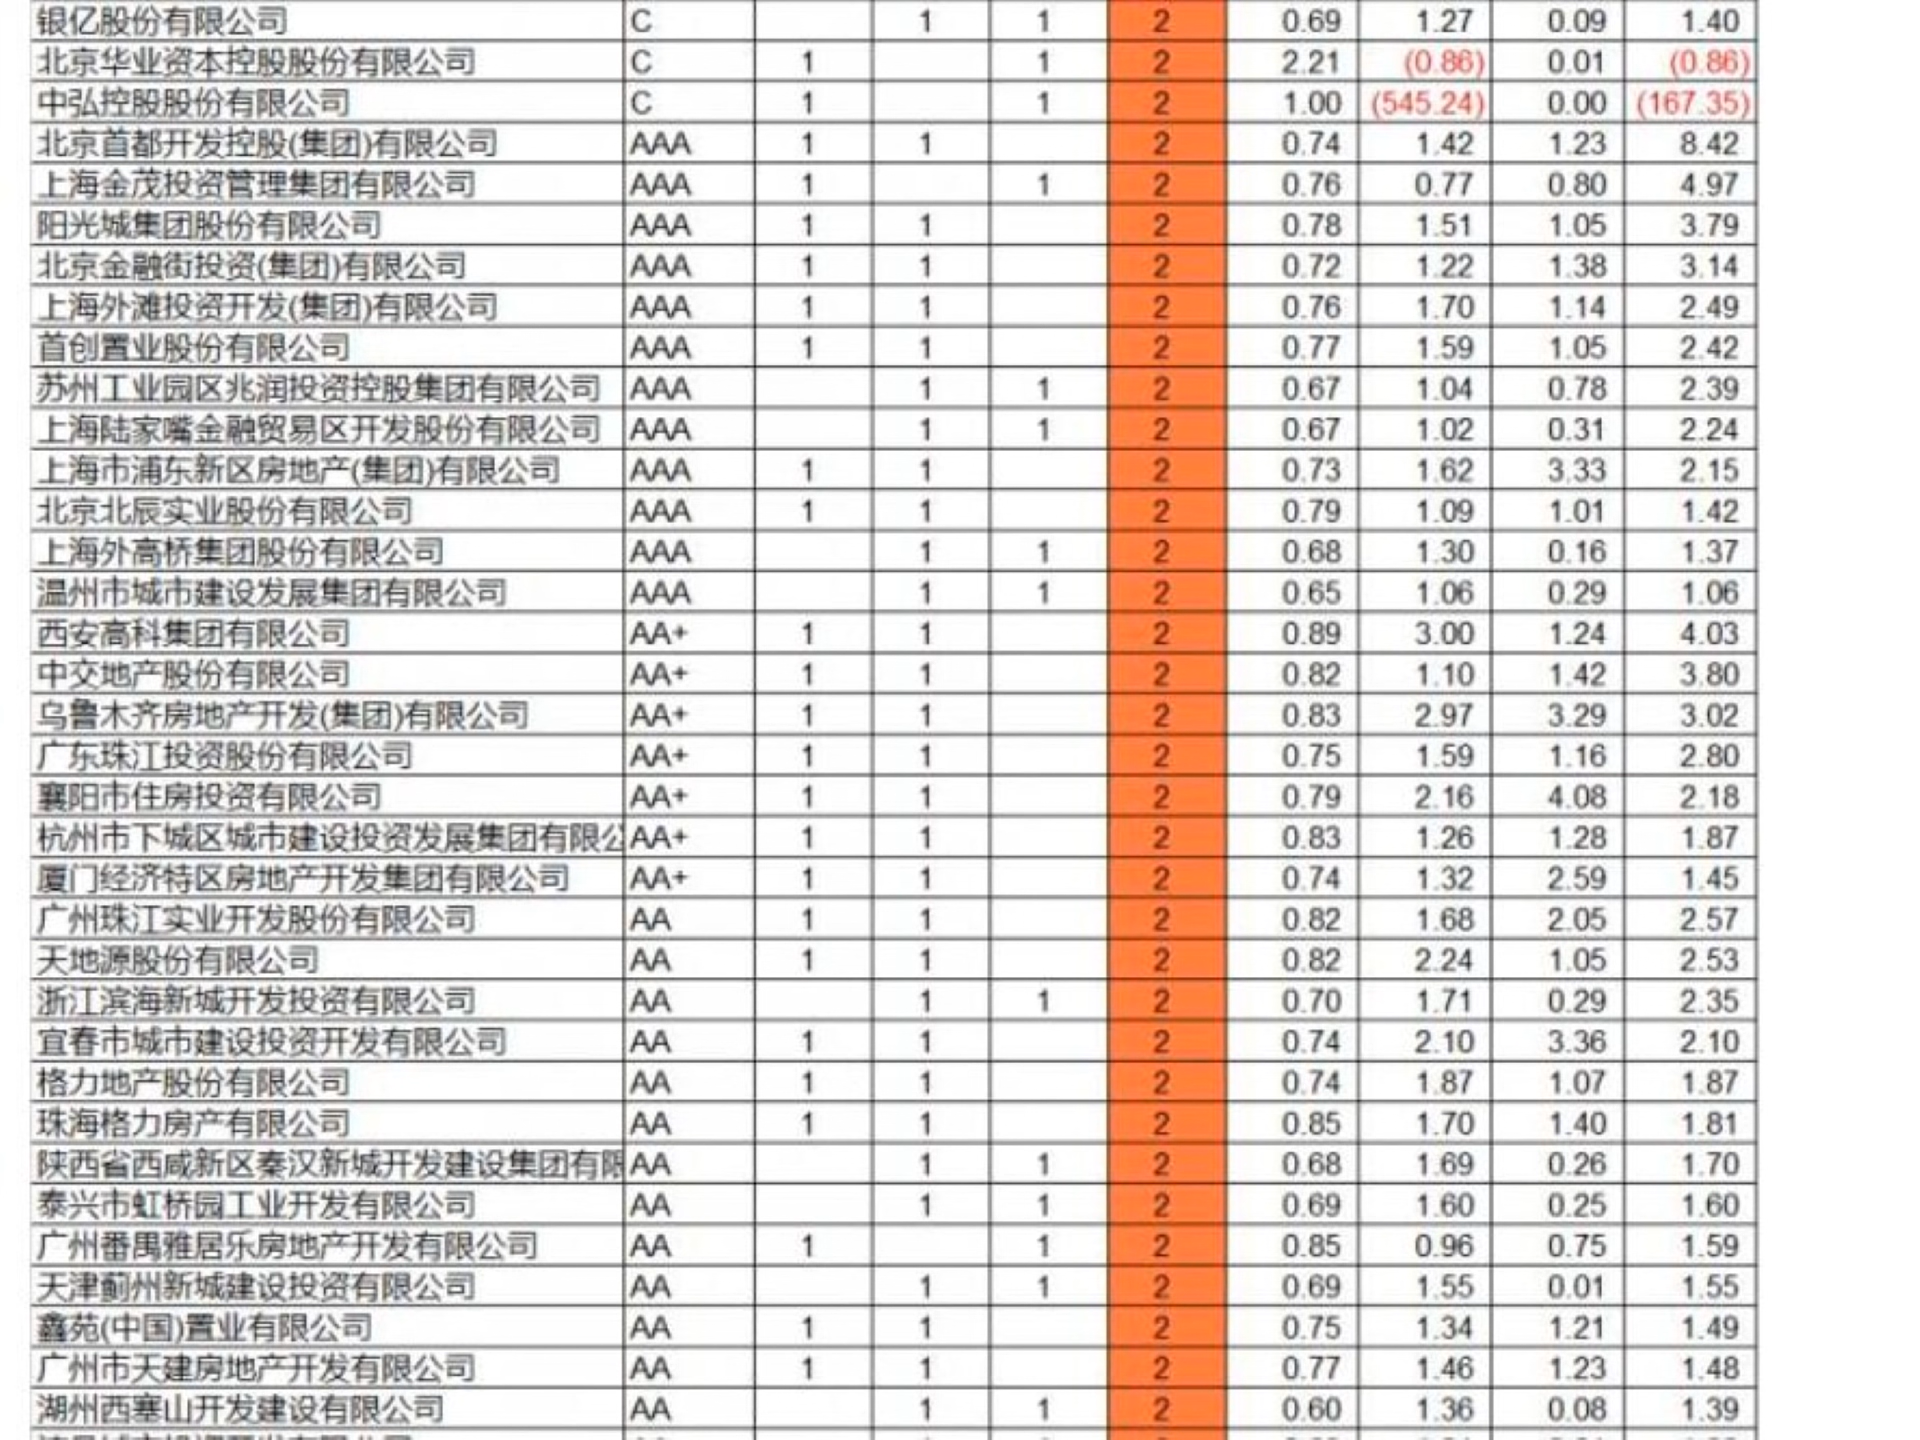 银亿股份有限公司 C 1 1 2 0.69 1.27 0.09 1.40
北京华业资本控股股份有限公司 C 1 1 2 2.21 (0.86) 0.01 (0.86)
中弘控股股份有限公司 C 1 1 2 1.00 (545.24) 0.00 (167.35)
北京首都开发控股(集团)有限公司 AAA 1 1 2 0.74 1.42 1.23 8.42
上海金茂投资管理集团有限公司 AAA 1 1 2 0.76 0.77 0.80 4.97
阳光城集团股份有限公司 AAA 1 1 2 0.78 1.51 1.05 3.79
北京金融街投资(集团)有限公司 AAA 1 1 2 0.72 1.22 1.38 3.14
上海外滩投资开发(集团)有限公司 AAA 1 1 2 0.76 1.70 1.14 2.49
首创置业股份有限公司 AAA 1 1 2 0.77 1.59 1.05 2.42
苏州工业园区兆润投资控股集团有限公司 AAA 1 1 2 0.67 1.04 0.78 2.39
上海陆家嘴金融贸易区开发股份有限公司 AAA 1 1 2 0.67 1.02 0.31 2.24
上海市浦东新区房地产(集团)有限公司 AAA 1 1 2 0.73 1.62 3.33 2.15
北京北辰实业股份有限公司 AAA 1 1 2 0.79 1.09 1.01 1.42
上海外高桥集团股份有限公司 AAA 1 1 2 0.68 1.30 0.16 1.37
温州市城市建设发展集团有限公司 AAA 1 1 2 0.65 1.06 0.29 1.06
西安高科集团有限公司 AA+ 1 1 2 0.89 3.00 1.24 4.03
中交地产股份有限公司 AA+ 1 1 2 0.82 1.10 1.42 3.80
乌鲁木齐房地产开发(集团)有限公司 AA+ 1 1 2 0.83 2.97 3.29 3.02
广东珠江投资股份有限公司 AA+ 1 1 2 0.75 1.59 1.16 2.80
襄阳市住房投资有限公司 AA+ 1 1 2 0.79 2.16 4.08 2.18
杭州市下城区城市建设投资发展集团有限公 AA+ 1 1 2 0.83 1.26 1.28 1.87
厦门经济特区房地产开发集团有限公司 AA+ 1 1 2 0.74 1.32 2.59 1.45
广州珠江实业开发股份有限公司 AA 1 1 2 0.82 1.68 2.05 2.57
天地源股份有限公司 AA 1 1 2 0.82 2.24 1.05 2.53
浙江滨海新城开发投资有限公司 AA 1 1 2 0.70 1.71 0.29 2.35
宜春市城市建设投资开发有限公司 AA 1 1 2 0.74 2.10 3.36 2.10
格力地产股份有限公司 AA 1 1 2 0.74 1.87 1.07 1.87
珠海格力房产有限公司 AA 1 1 2 0.85 1.70 1.40 1.81
陕西省西咸新区秦汉新城开发建设集团有限 AA 1 1 2 0.68 1.69 0.26 1.70
泰兴市虹桥园工业开发有限公司 AA 1 1 2 0.69 1.60 0.25 1.60
广州番禺雅居乐房地产开发有限公司 AA 1 1 2 0.85 0.96 0.75 1.59
天津蓟州新城建设投资有限公司 AA 1 1 2 0.69 1.55 0.01 1.55
鑫苑(中国)置业有限公司 AA 1 1 2 0.75 1.34 1.21 1.49
广州市天建房地产开发有限公司 AA 1 1 2 0.77 1.46 1.23 1.48
湖州西塞山开发建设有限公司 AA 1 1 2 0.60 1.36 0.08 1.39